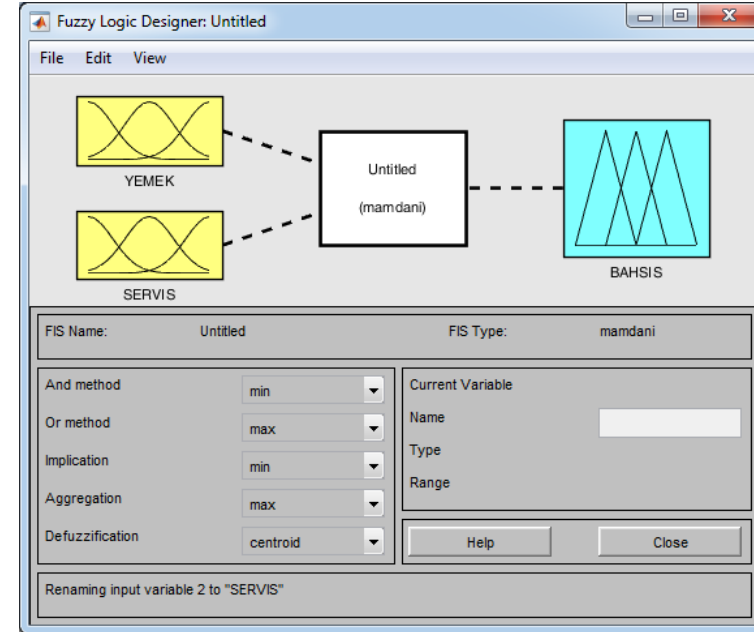 Fuzzy Logic Designer: Untitled
File Edit View
YEMEK
SERVIS
Untitled
(mamdani)
BAHSIS
FIS Name: Untitled FIS Type: mamdani
And method min
Or method max
Implication min
Aggregation max
Defuzzification centroid
Current Variable
Name
Type
Range
Help Close
Renaming input variable 2 to "SERVIS"